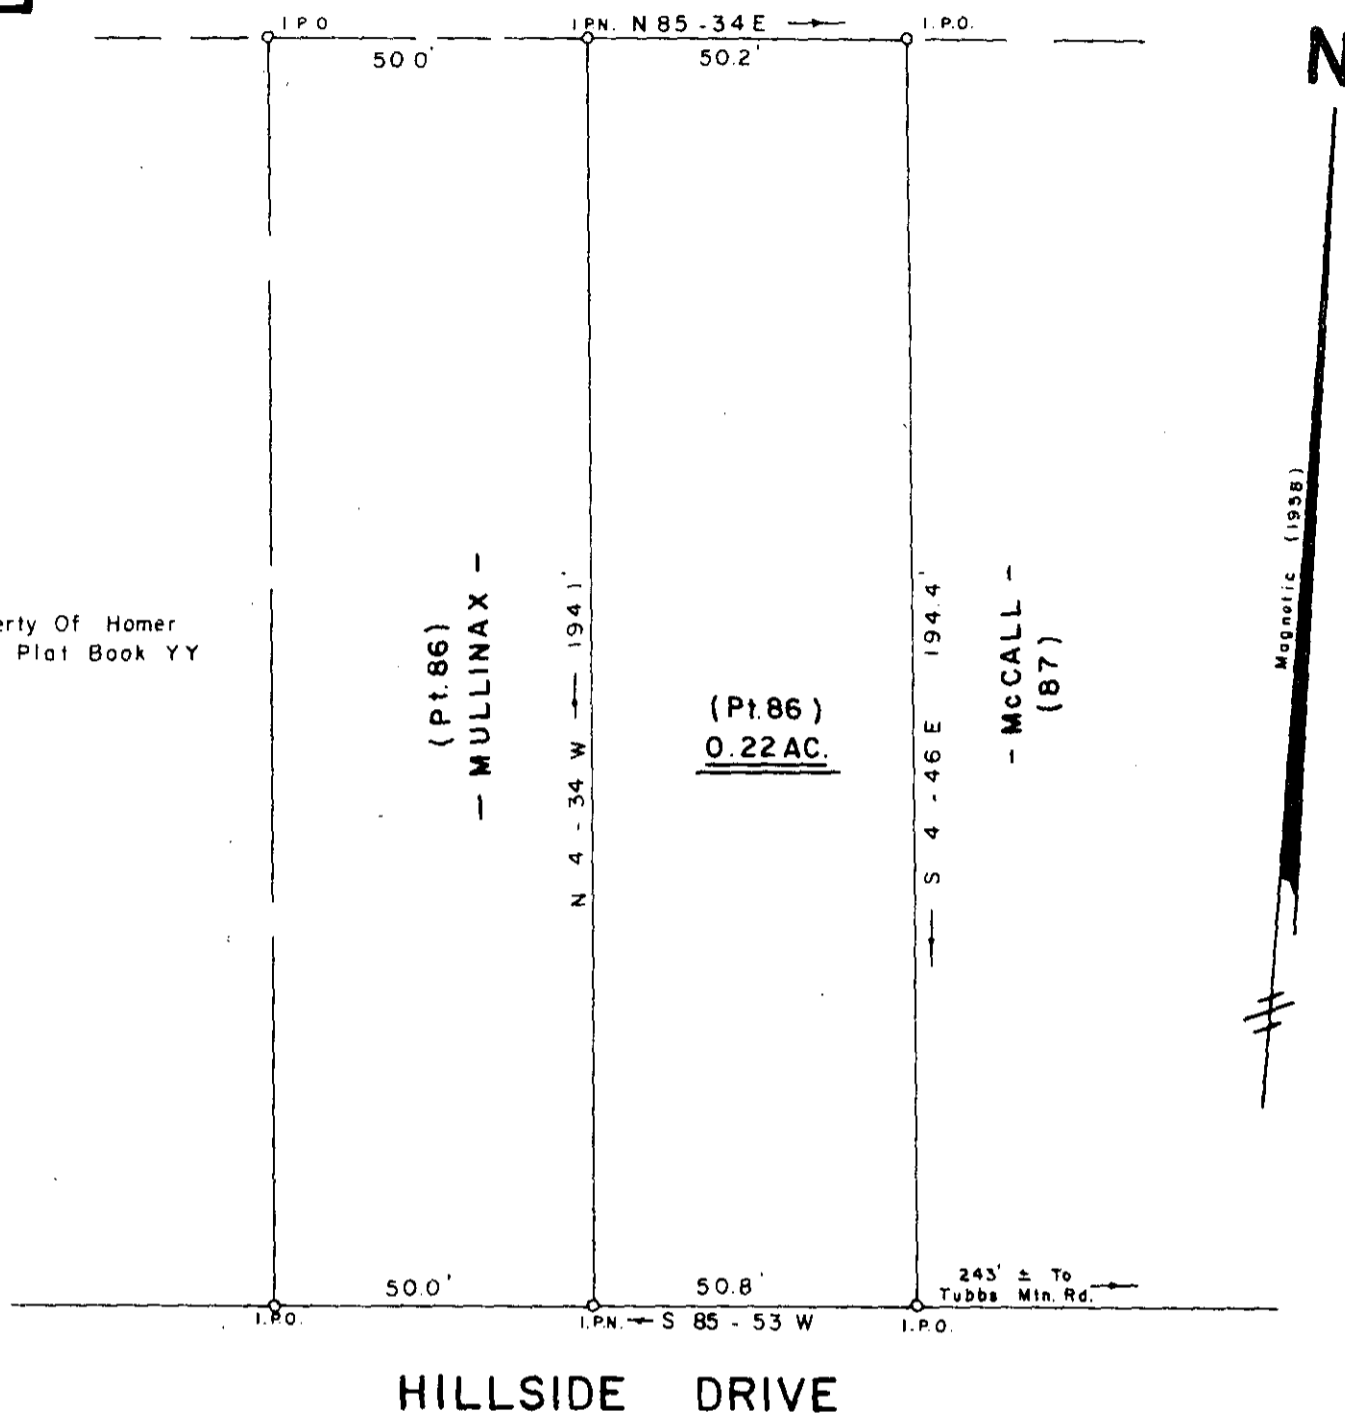 I P O
I PN. N 85 - 34 E
I. P.O.
50 0'
50.2'
N
Magnetic (1958)
erty Of Homer
Plat Book YY
(Pt.86)
— MULLINAX —
N 4 - 34 W 194 1'
(Pt.86)
0.22 AC.
S 4 - 46 E 194.4'
- McCALL -
(87)
50.0'
50.8'
243' ± To
Tubbs Mtn. Rd.
I.P.O.
I.P.N. S 85 - 53 W
I.P.O.
HILLSIDE DRIVE